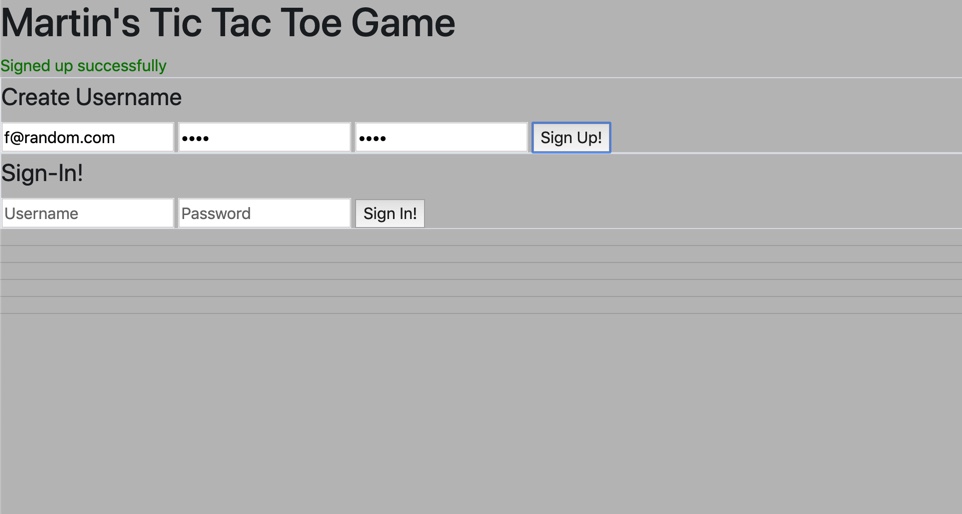 Martin's Tic Tac Toe Game
Signed up successfully
Create Username
f@random.com •••• •••• Sign Up!
Sign-In!
Username Password Sign In!